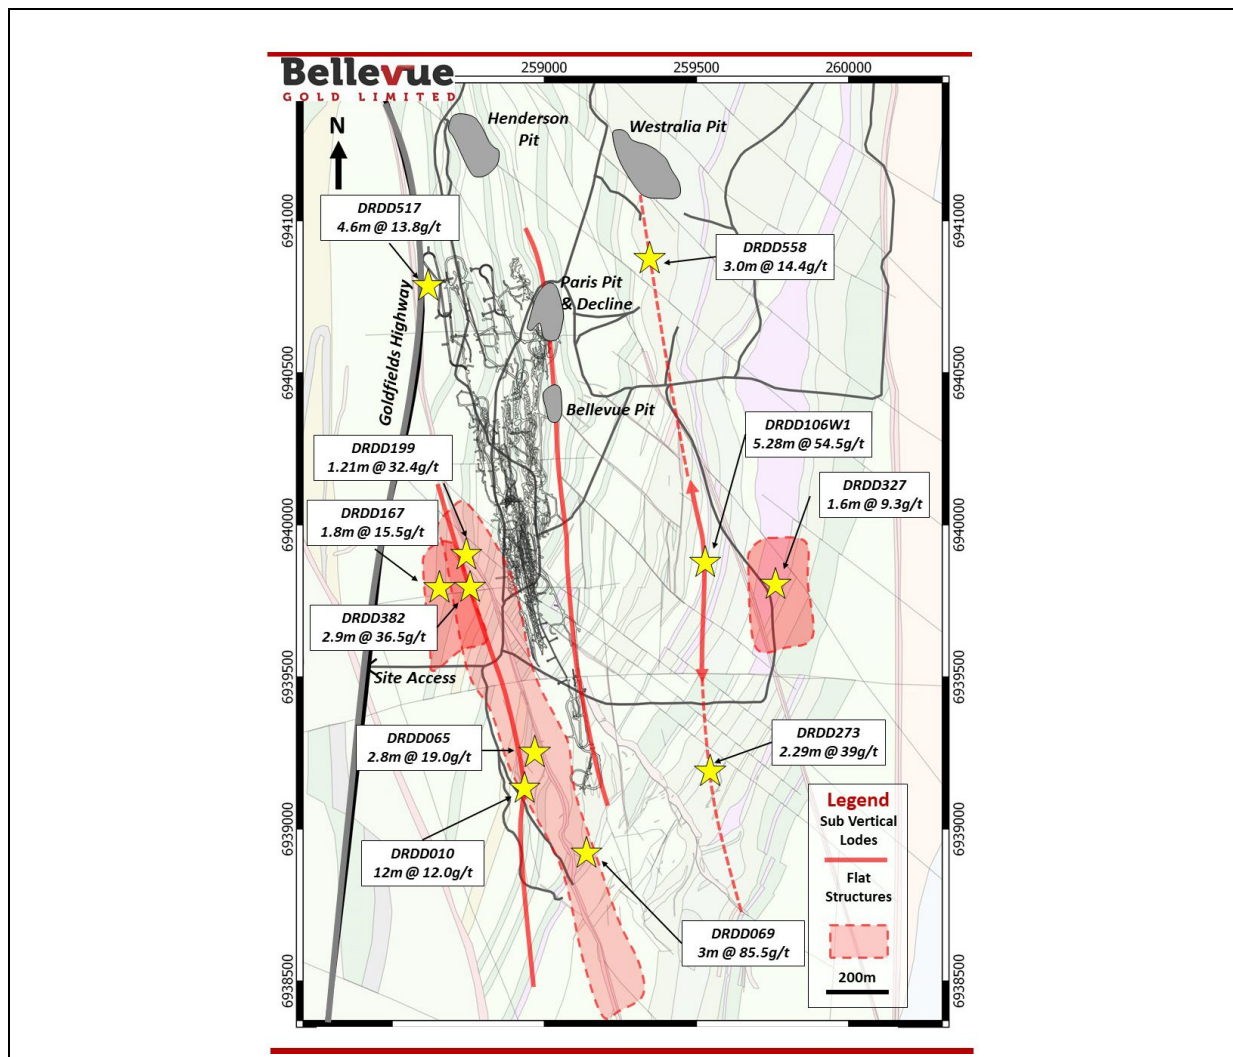 Bellevue
GOLD LIMITED
259000
259500
260000
N
Henderson
Pit
Westralia Pit
DRDD517
4.6m @ 13.8g/t
6941000
6941000
DRDD558
3.0m @ 14.4g/t
Paris Pit
& Decline
Goldfields Highway
6940500
6940500
Bellevue Pit
DRDD106W1
5.28m @ 54.5g/t
DRDD199
1.21m @ 32.4g/t
DRDD327
1.6m @ 9.3g/t
DRDD167
1.8m @ 15.5g/t
6940000
6940000
DRDD382
2.9m @ 36.5g/t
Site Access
6939500
6939500
DRDD065
2.8m @ 19.0g/t
DRDD273
2.29m @ 39g/t
Legend
Sub Vertical
Lodes
6939000
6939000
DRDD010
12m @ 12.0g/t
Flat
Structures
DRDD069
3m @ 85.5g/t
200m
6938500
6938500